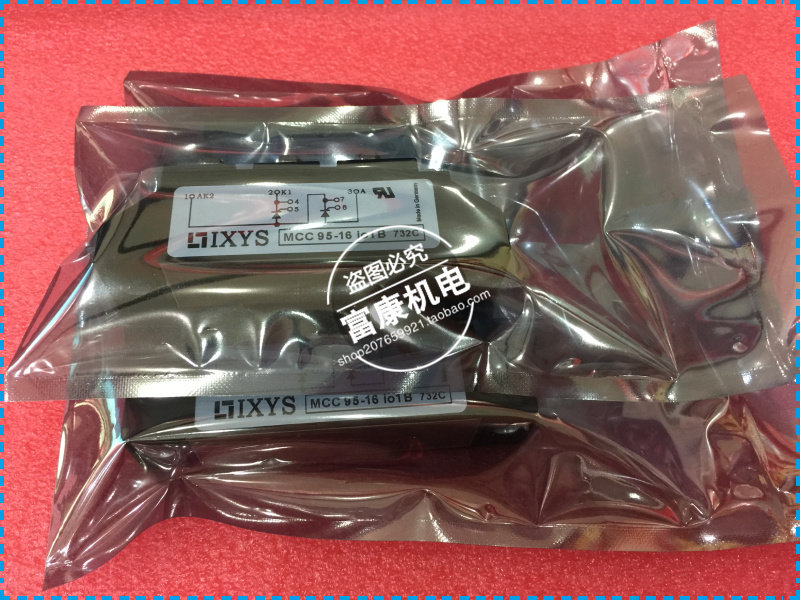 1 AK2 2 K1 3 A
4 7
5 6
Made in Germany
IXYS MCC 95-16 io1B 732C
盗图必究
富康机电
shop207659921.taobao.com
IXYS MCC 95-16 io1B 732C